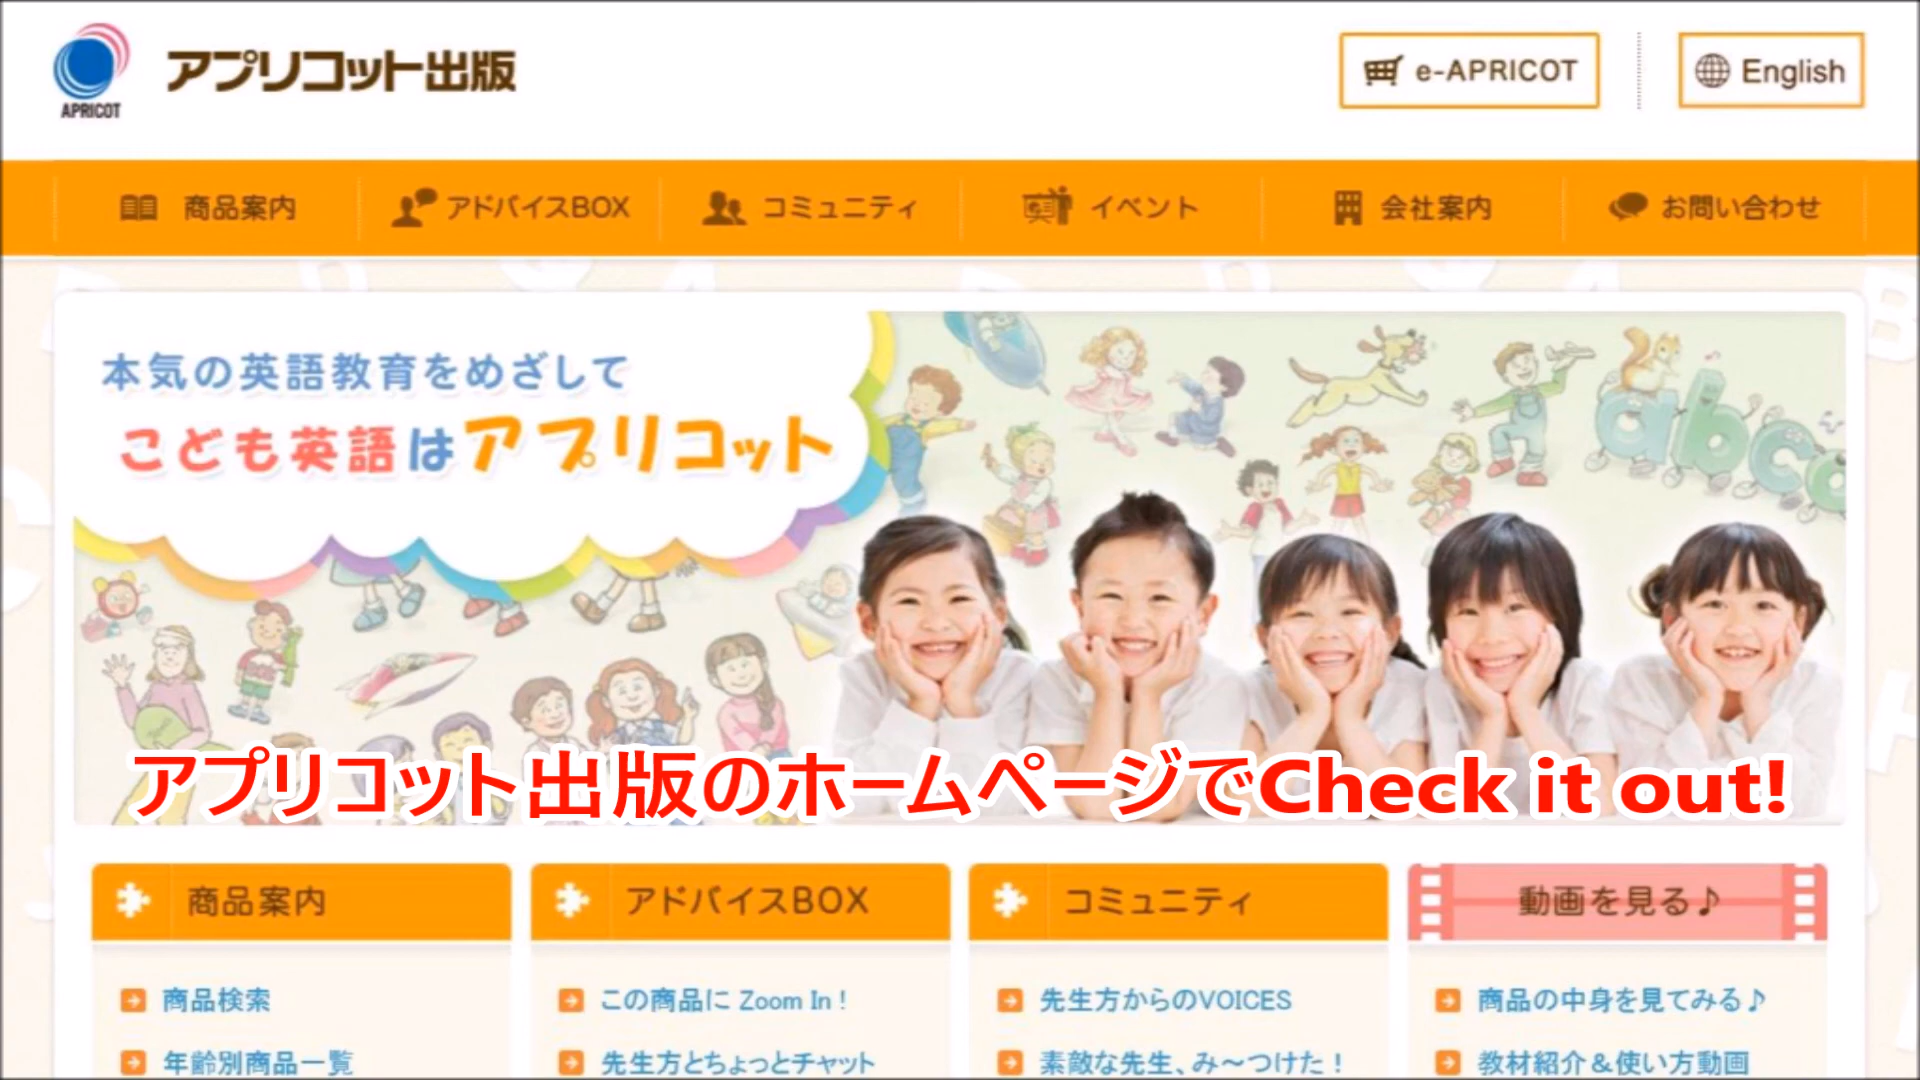 APRICOT
アプリコット出版
e-APRICOT
English
商品案内
アドバイスBOX
コミュニティ
イベント
会社案内
お問い合わせ
本気の英語教育をめざして
こども英語はアプリコット
abcd
アプリコット出版のホームページでCheck it out!
商品案内
アドバイスBOX
コミュニティ
動画を見る♪
商品検索
この商品に Zoom In !
先生方からのVOICES
商品の中身を見てみる♪
年齢別商品一覧
先生方とちょっとチャット
素敵な先生、み〜つけた！
教材紹介＆使い方動画